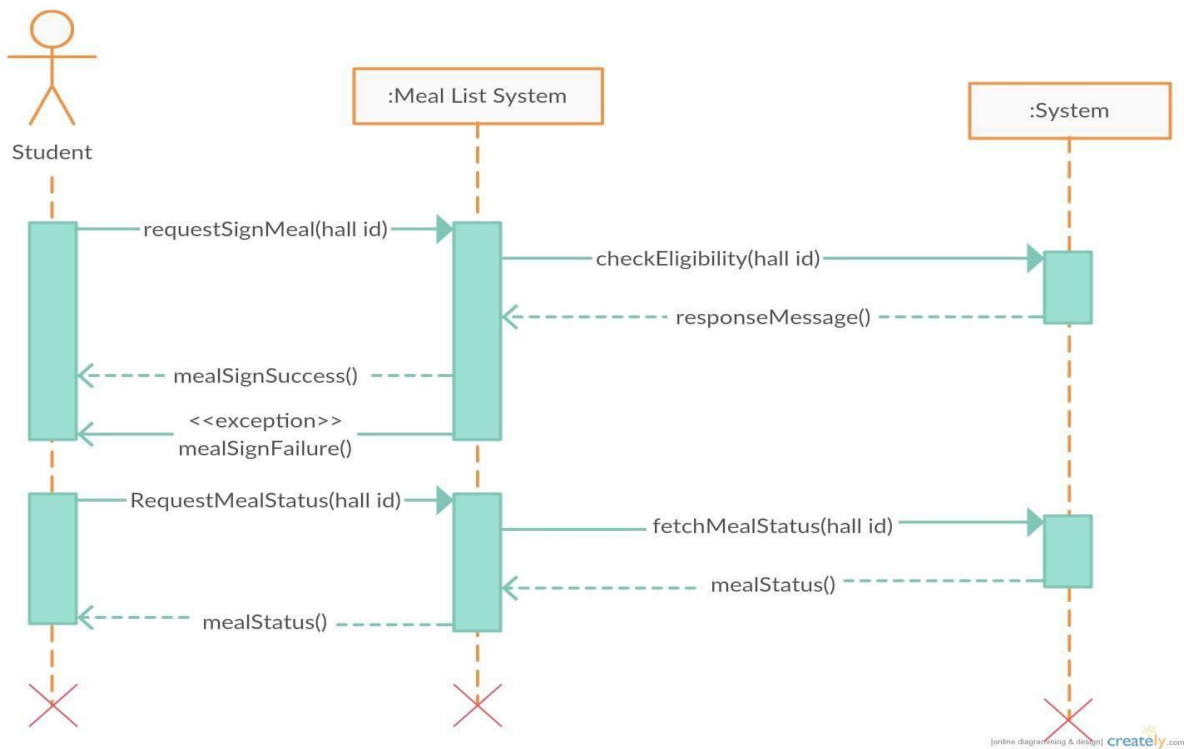 :Meal List System
:System
Student
requestSignMeal(hall id)
checkEligibility(hall id)
responseMessage()
mealSignSuccess()
<<exception>>
mealSignFailure()
RequestMealStatus(hall id)
fetchMealStatus(hall id)
mealStatus()
mealStatus()
[online diagramming & design] creately.com